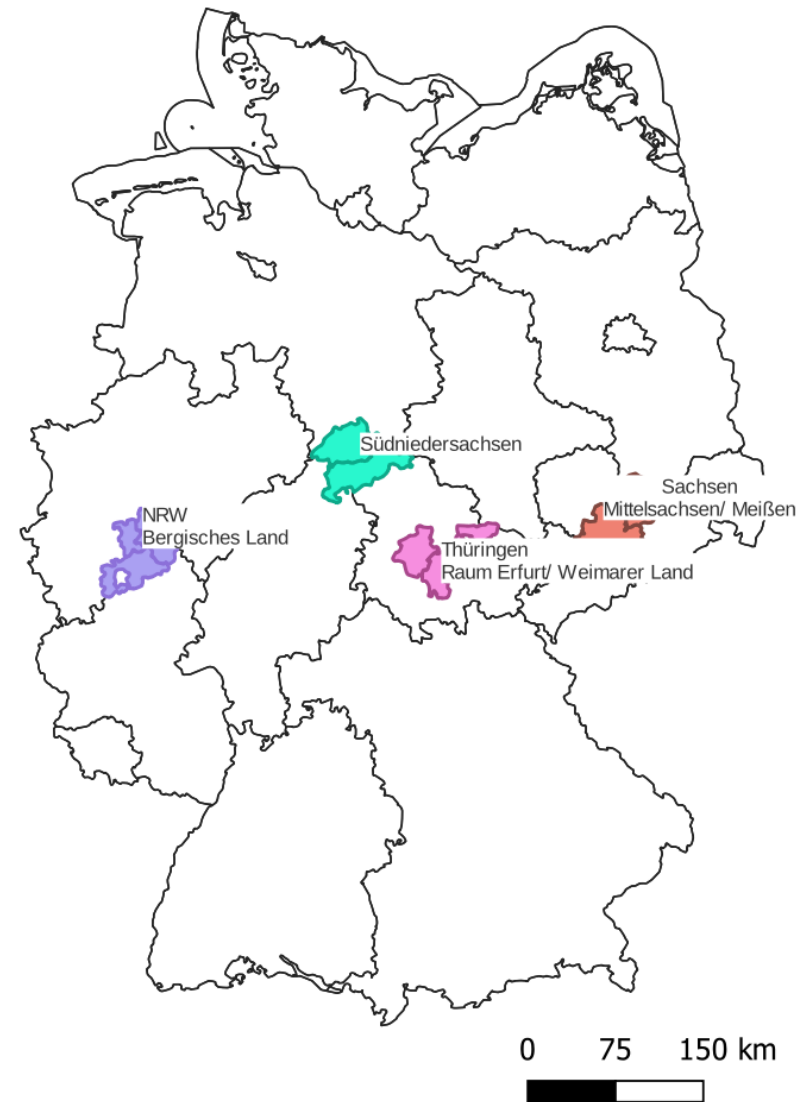 Südniedersachsen
Sachsen
Mittelsachsen/ Meißen
NRW
Bergisches Land
Thüringen
Raum Erfurt/ Weimarer Land
0 75 150 km